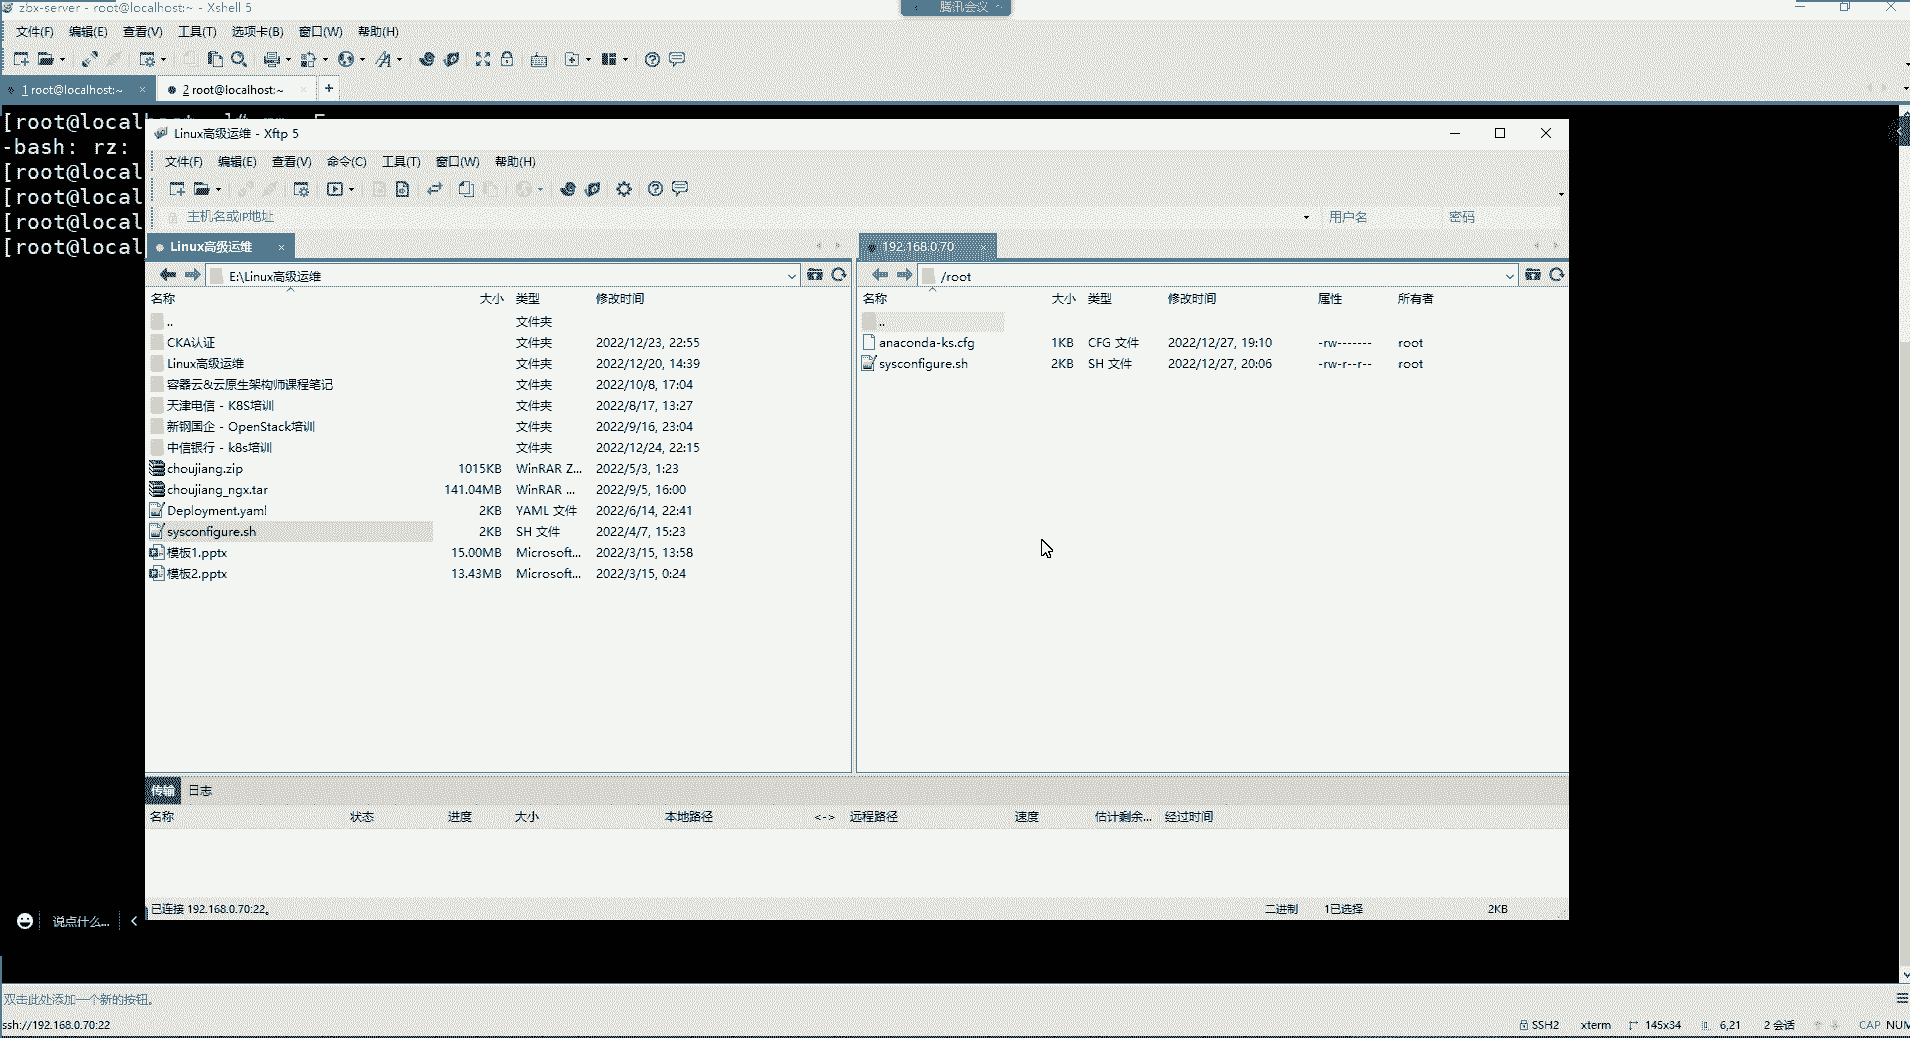 zbx-server - root@localhost:~ - Xshell 5
腾讯会议
文件(F) 编辑(E) 查看(V) 工具(T) 选项卡(B) 窗口(W) 帮助(H)
1 root@localhost:~ × 2 root@localhost:~ × +
[root@local
-bash: rz:
[root@local
[root@local
[root@local
[root@local
Linux高级运维 - Xftp 5
文件(F) 编辑(E) 查看(V) 命令(C) 工具(T) 窗口(W) 帮助(H)
主机名或IP地址 用户名 密码
Linux高级运维 × 192.168.0.70 ×
E:\Linux高级运维 /root
名称 大小 类型 修改时间 名称 大小 类型 修改时间 属性 所有者
.. 文件夹 ..
CKA认证 文件夹 2022/12/23, 22:55 anaconda-ks.cfg 1KB CFG 文件 2022/12/27, 19:10 -rw------- root
Linux高级运维 文件夹 2022/12/20, 14:39 sysconfigure.sh 2KB SH 文件 2022/12/27, 20:06 -rw-r--r-- root
容器云&云原生架构师课程笔记 文件夹 2022/10/8, 17:04
天津电信 - K8S培训 文件夹 2022/8/17, 13:27
新钢国企 - OpenStack培训 文件夹 2022/9/16, 23:04
中信银行 - k8s培训 文件夹 2022/12/24, 22:15
choujiang.zip 1015KB WinRAR Z... 2022/5/3, 1:23
choujiang_ngx.tar 141.04MB WinRAR ... 2022/9/5, 16:00
Deployment.yaml 2KB YAML 文件 2022/6/14, 22:41
sysconfigure.sh 2KB SH 文件 2022/4/7, 15:23
模板1.pptx 15.00MB Microsoft... 2022/3/15, 13:58
模板2.pptx 13.43MB Microsoft... 2022/3/15, 0:24
传输 日志
名称 状态 进度 大小 本地路径 <-> 远程路径 速度 估计剩余... 经过时间
已连接 192.168.0.70:22。 二进制 1已选择 2KB
说点什么...
双击此处添加一个新的按钮。
ssh://192.168.0.70:22 SSH2 xterm 145x34 6,21 2 会话 CAP NUM